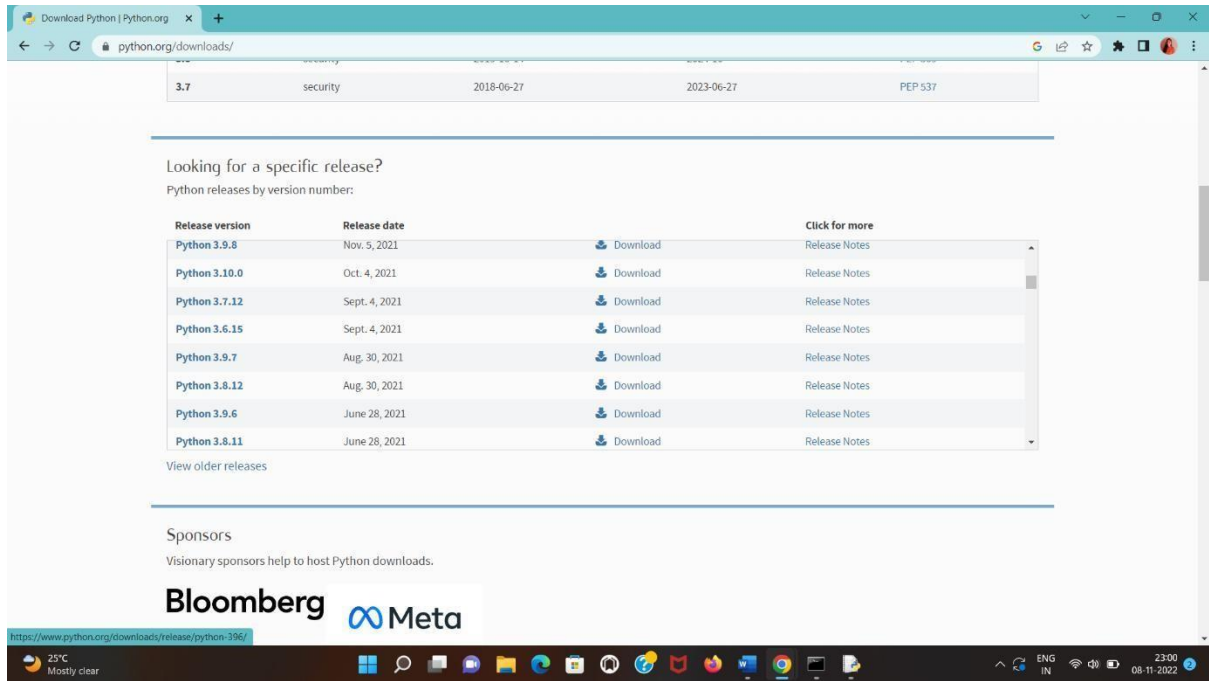 Download Python | Python.org
python.org/downloads/
3.7 security 2018-06-27 2023-06-27 PEP 537
Looking for a specific release?
Python releases by version number:
Release version Release date Click for more
Python 3.9.8 Nov. 5, 2021 Download Release Notes
Python 3.10.0 Oct. 4, 2021 Download Release Notes
Python 3.7.12 Sept. 4, 2021 Download Release Notes
Python 3.6.15 Sept. 4, 2021 Download Release Notes
Python 3.9.7 Aug. 30, 2021 Download Release Notes
Python 3.8.12 Aug. 30, 2021 Download Release Notes
Python 3.9.6 June 28, 2021 Download Release Notes
Python 3.8.11 June 28, 2021 Download Release Notes
View older releases
Sponsors
Visionary sponsors help to host Python downloads.
Bloomberg Meta
https://www.python.org/downloads/release/python-396/
25°C
Mostly clear
ENG
IN
23:00
08-11-2022
2